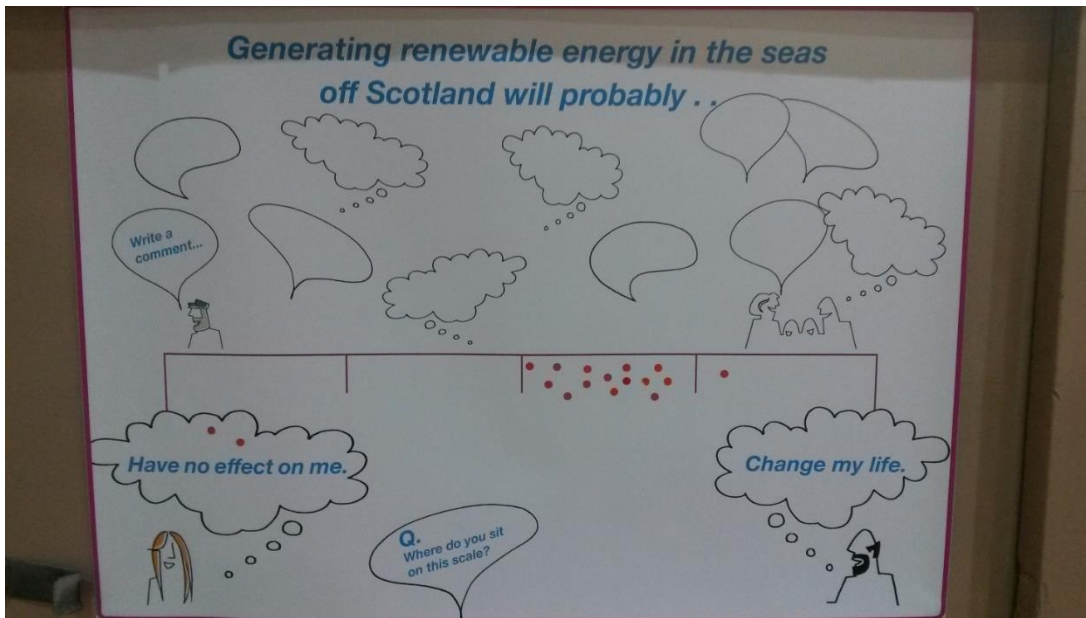 Generating renewable energy in the seas
off Scotland will probably . .
Write a
comment...
Have no effect on me.
Change my life.
Q.
Where do you sit
on this scale?